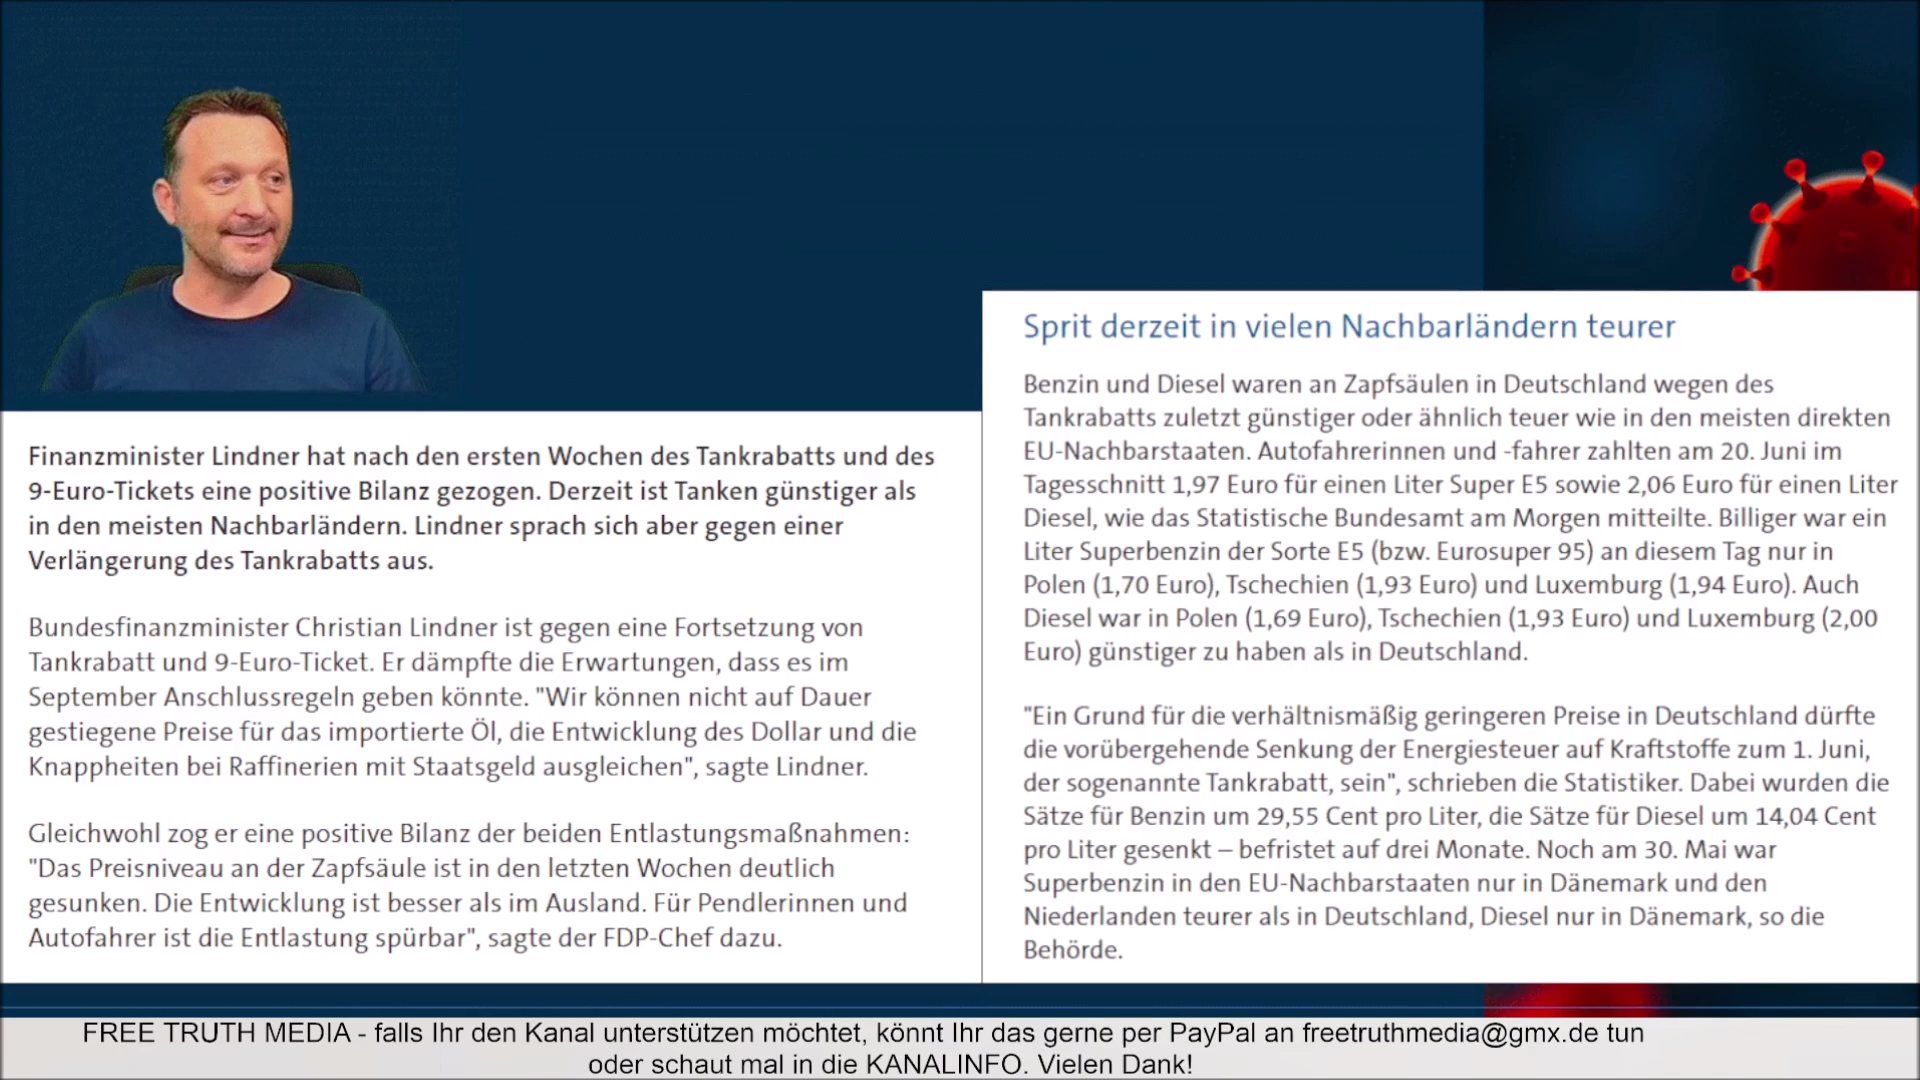 Finanzminister Lindner hat nach den ersten Wochen des Tankrabatts und des
9-Euro-Tickets eine positive Bilanz gezogen. Derzeit ist Tanken günstiger als
in den meisten Nachbarländern. Lindner sprach sich aber gegen einer
Verlängerung des Tankrabatts aus.
Bundesfinanzminister Christian Lindner ist gegen eine Fortsetzung von
Tankrabatt und 9-Euro-Ticket. Er dämpfte die Erwartungen, dass es im
September Anschlussregeln geben könnte. "Wir können nicht auf Dauer
gestiegene Preise für das importierte Öl, die Entwicklung des Dollar und die
Knappheiten bei Raffinerien mit Staatsgeld ausgleichen", sagte Lindner.
Gleichwohl zog er eine positive Bilanz der beiden Entlastungsmaßnahmen:
"Das Preisniveau an der Zapfsäule ist in den letzten Wochen deutlich
gesunken. Die Entwicklung ist besser als im Ausland. Für Pendlerinnen und
Autofahrer ist die Entlastung spürbar", sagte der FDP-Chef dazu.
Sprit derzeit in vielen Nachbarländern teurer
Benzin und Diesel waren an Zapfsäulen in Deutschland wegen des
Tankrabatts zuletzt günstiger oder ähnlich teuer wie in den meisten direkten
EU-Nachbarstaaten. Autofahrerinnen und -fahrer zahlten am 20. Juni im
Tagesschnitt 1,97 Euro für einen Liter Super E5 sowie 2,06 Euro für einen Liter
Diesel, wie das Statistische Bundesamt am Morgen mitteilte. Billiger war ein
Liter Superbenzin der Sorte E5 (bzw. Eurosuper 95) an diesem Tag nur in
Polen (1,70 Euro), Tschechien (1,93 Euro) und Luxemburg (1,94 Euro). Auch
Diesel war in Polen (1,69 Euro), Tschechien (1,93 Euro) und Luxemburg (2,00
Euro) günstiger zu haben als in Deutschland.
"Ein Grund für die verhältnismäßig geringeren Preise in Deutschland dürfte
die vorübergehende Senkung der Energiesteuer auf Kraftstoffe zum 1. Juni,
der sogenannte Tankrabatt, sein", schrieben die Statistiker. Dabei wurden die
Sätze für Benzin um 29,55 Cent pro Liter, die Sätze für Diesel um 14,04 Cent
pro Liter gesenkt – befristet auf drei Monate. Noch am 30. Mai war
Superbenzin in den EU-Nachbarstaaten nur in Dänemark und den
Niederlanden teurer als in Deutschland, Diesel nur in Dänemark, so die
Behörde.
FREE TRUTH MEDIA - falls Ihr den Kanal unterstützen möchtet, könnt Ihr das gerne per PayPal an freetruthmedia@gmx.de tun
oder schaut mal in die KANALINFO. Vielen Dank!